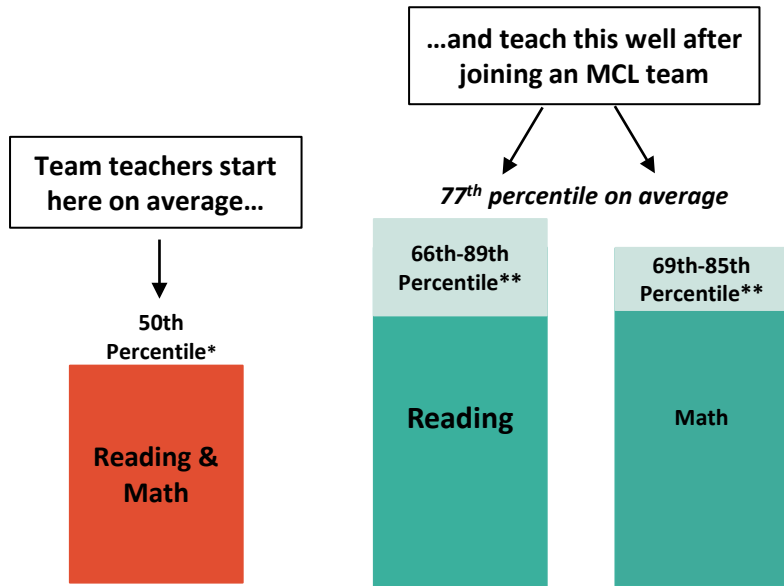 …and teach this well after
joining an MCL team
Team teachers start
here on average…
77th percentile on average
66th-89th
Percentile**
69th-85th
Percentile**
50th
Percentile*
Reading &
Math
Reading
Math